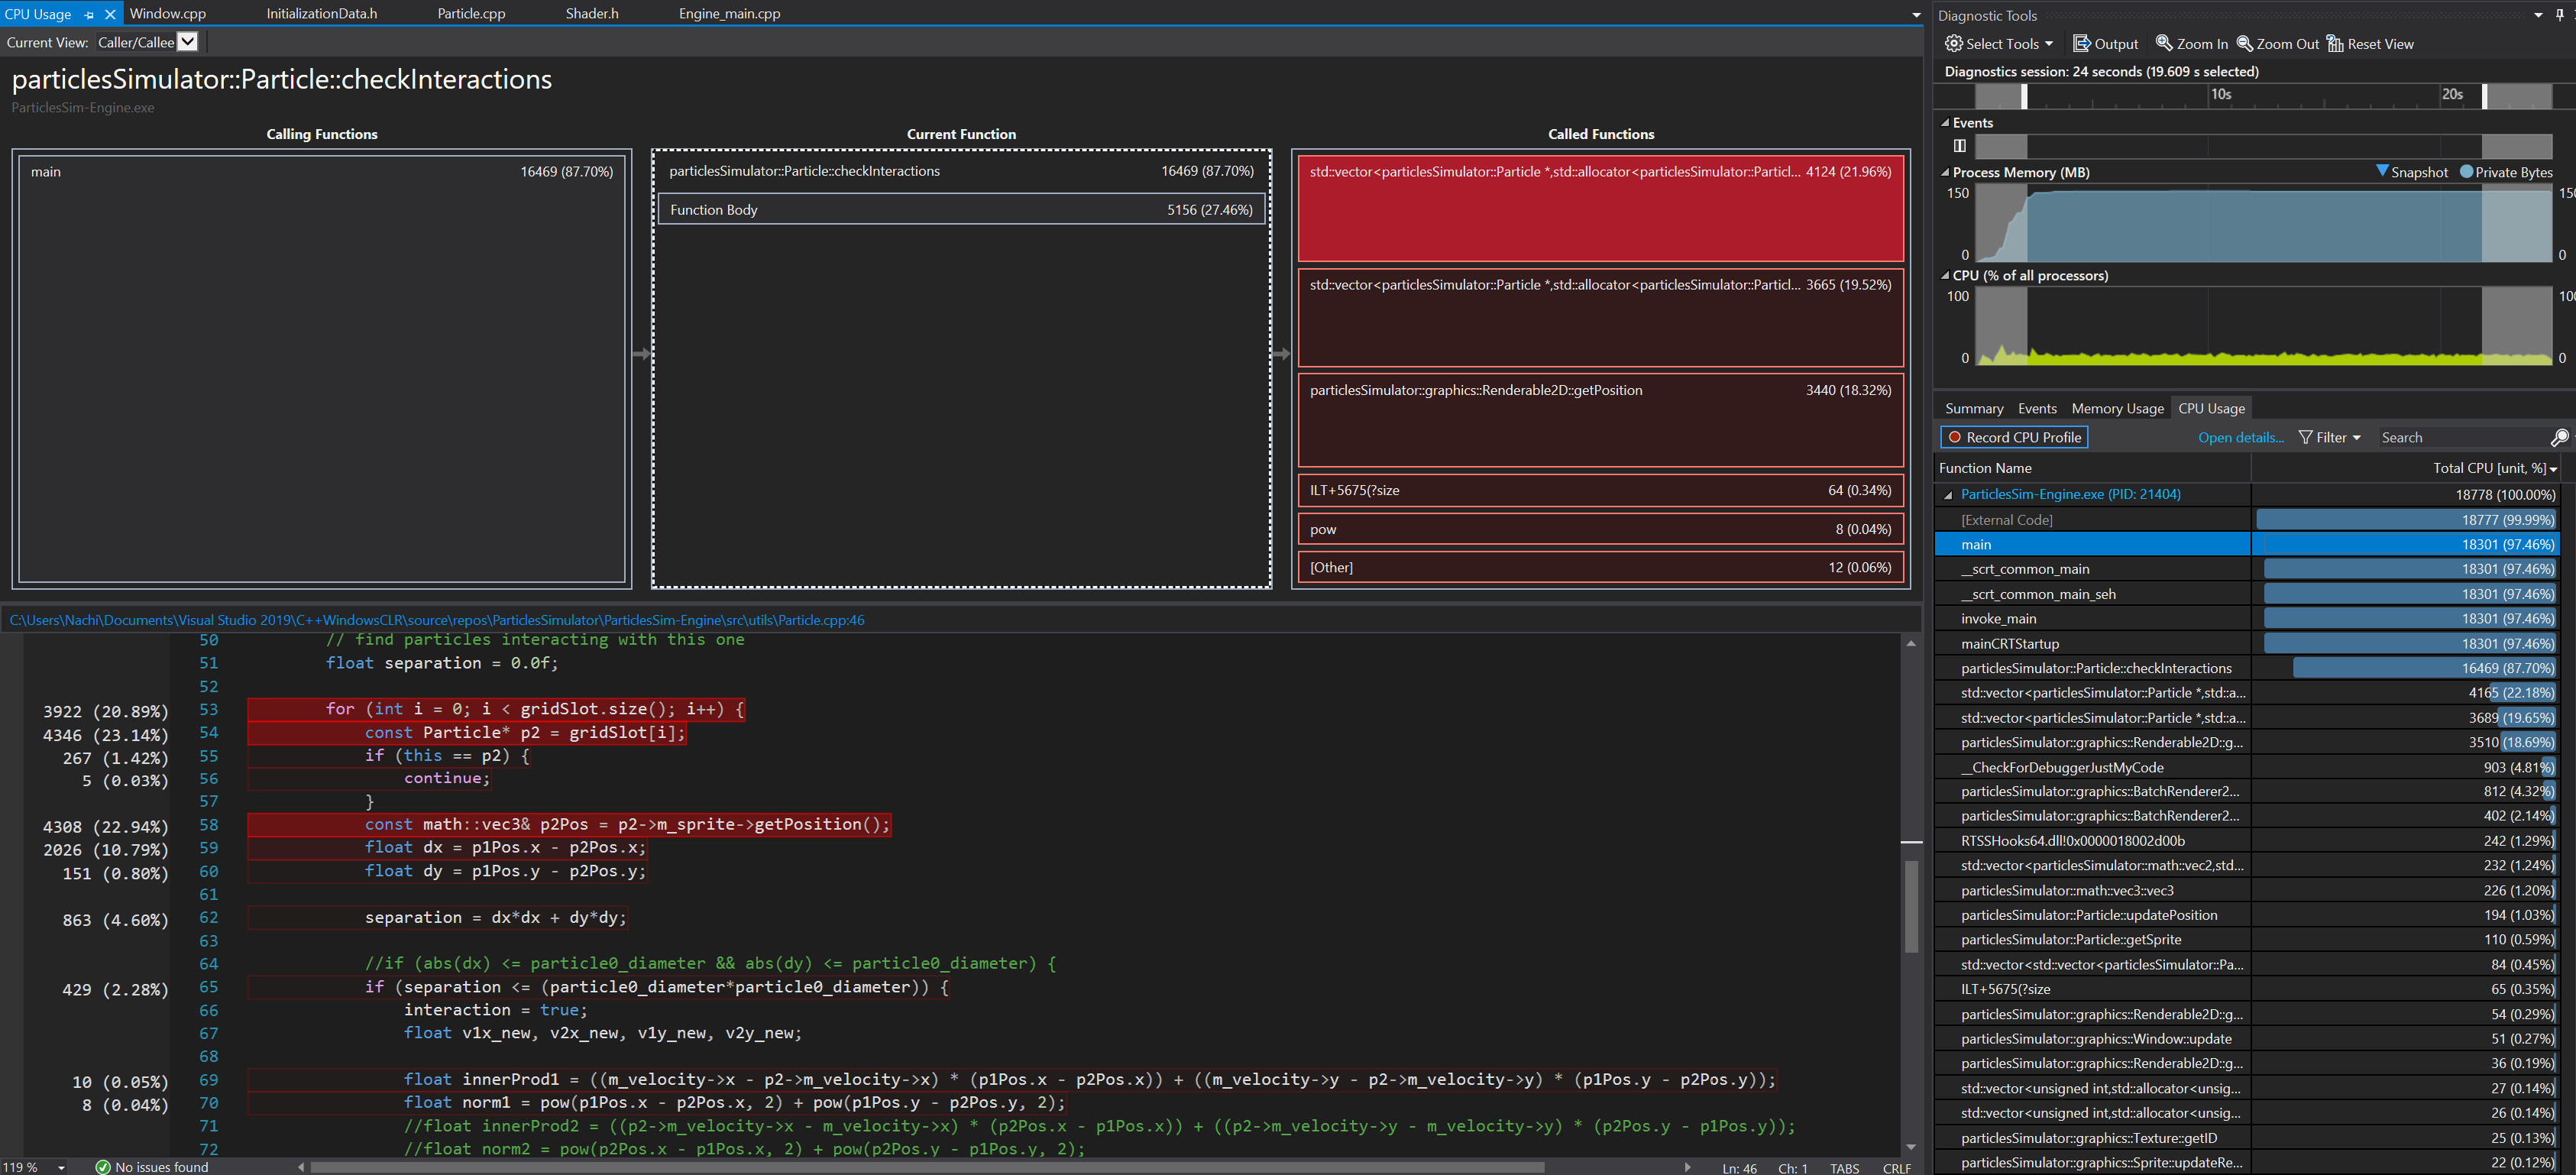 CPU Usage
Window.cpp
InitializationData.h
Particle.cpp
Shader.h
Engine_main.cpp
Current View: Caller/Callee
particlesSimulator::Particle::checkInteractions
ParticlesSim-Engine.exe
Calling Functions
main 16469 (87.70%)
Current Function
particlesSimulator::Particle::checkInteractions 16469 (87.70%)
Function Body 5156 (27.46%)
Called Functions
std::vector<particlesSimulator::Particle *,std::allocator<particlesSimulator::Particl... 4124 (21.96%)
std::vector<particlesSimulator::Particle *,std::allocator<particlesSimulator::Particl... 3665 (19.52%)
particlesSimulator::graphics::Renderable2D::getPosition 3440 (18.32%)
ILT+5675(?size 64 (0.34%)
pow 8 (0.04%)
[Other] 12 (0.06%)
C:\Users\Nachi\Documents\Visual Studio 2019\C++WindowsCLR\source\repos\ParticlesSimulator\ParticlesSim-Engine\src\utils\Particle.cpp:46
50 // find particles interacting with this one
51 float separation = 0.0f;
52
3922 (20.89%) 53 for (int i = 0; i < gridSlot.size(); i++) {
4346 (23.14%) 54 const Particle* p2 = gridSlot[i];
267 (1.42%) 55 if (this == p2) {
5 (0.03%) 56 continue;
57 }
4308 (22.94%) 58 const math::vec3& p2Pos = p2->m_sprite->getPosition();
2026 (10.79%) 59 float dx = p1Pos.x - p2Pos.x;
151 (0.80%) 60 float dy = p1Pos.y - p2Pos.y;
61
863 (4.60%) 62 separation = dx*dx + dy*dy;
63
64 //if (abs(dx) <= particle0_diameter && abs(dy) <= particle0_diameter) {
429 (2.28%) 65 if (separation <= (particle0_diameter*particle0_diameter)) {
66 interaction = true;
67 float v1x_new, v2x_new, v1y_new, v2y_new;
68
10 (0.05%) 69 float innerProd1 = ((m_velocity->x - p2->m_velocity->x) * (p1Pos.x - p2Pos.x)) + ((m_velocity->y - p2->m_velocity->y) * (p1Pos.y - p2Pos.y));
8 (0.04%) 70 float norm1 = pow(p1Pos.x - p2Pos.x, 2) + pow(p1Pos.y - p2Pos.y, 2);
71 //float innerProd2 = ((p2->m_velocity->x - m_velocity->x) * (p2Pos.x - p1Pos.x)) + ((p2->m_velocity->y - m_velocity->y) * (p2Pos.y - p1Pos.y));
72 //float norm2 = pow(p2Pos.x - p1Pos.x, 2) + pow(p2Pos.y - p1Pos.y, 2);
119 % No issues found Ln: 46 Ch: 1 TABS CRLF
Diagnostic Tools
Select Tools Output Zoom In Zoom Out Reset View
Diagnostics session: 24 seconds (19.609 s selected)
10s 20s
Events
Process Memory (MB) Snapshot Private Bytes
150 150
0 0
CPU (% of all processors)
100 100
0 0
Summary Events Memory Usage CPU Usage
Record CPU Profile Open details... Filter Search
Function Name Total CPU [unit, %]
ParticlesSim-Engine.exe (PID: 21404) 18778 (100.00%)
[External Code] 18777 (99.99%)
main 18301 (97.46%)
__scrt_common_main 18301 (97.46%)
__scrt_common_main_seh 18301 (97.46%)
invoke_main 18301 (97.46%)
mainCRTStartup 18301 (97.46%)
particlesSimulator::Particle::checkInteractions 16469 (87.70%)
std::vector<particlesSimulator::Particle *,std::a... 4165 (22.18%)
std::vector<particlesSimulator::Particle *,std::a... 3689 (19.65%)
particlesSimulator::graphics::Renderable2D::g... 3510 (18.69%)
__CheckForDebuggerJustMyCode 903 (4.81%)
particlesSimulator::graphics::BatchRenderer2... 812 (4.32%)
particlesSimulator::graphics::BatchRenderer2... 402 (2.14%)
RTSSHooks64.dll!0x0000018002d00b 242 (1.29%)
std::vector<particlesSimulator::math::vec2,std... 232 (1.24%)
particlesSimulator::math::vec3::vec3 226 (1.20%)
particlesSimulator::Particle::updatePosition 194 (1.03%)
particlesSimulator::Particle::getSprite 110 (0.59%)
std::vector<std::vector<particlesSimulator::Pa... 84 (0.45%)
ILT+5675(?size 65 (0.35%)
particlesSimulator::graphics::Renderable2D::g... 54 (0.29%)
particlesSimulator::graphics::Window::update 51 (0.27%)
particlesSimulator::graphics::Renderable2D::g... 36 (0.19%)
std::vector<unsigned int,std::allocator<unsig... 27 (0.14%)
std::vector<unsigned int,std::allocator<unsig... 26 (0.14%)
particlesSimulator::graphics::Texture::getID 25 (0.13%)
particlesSimulator::graphics::Sprite::updateRe... 22 (0.12%)